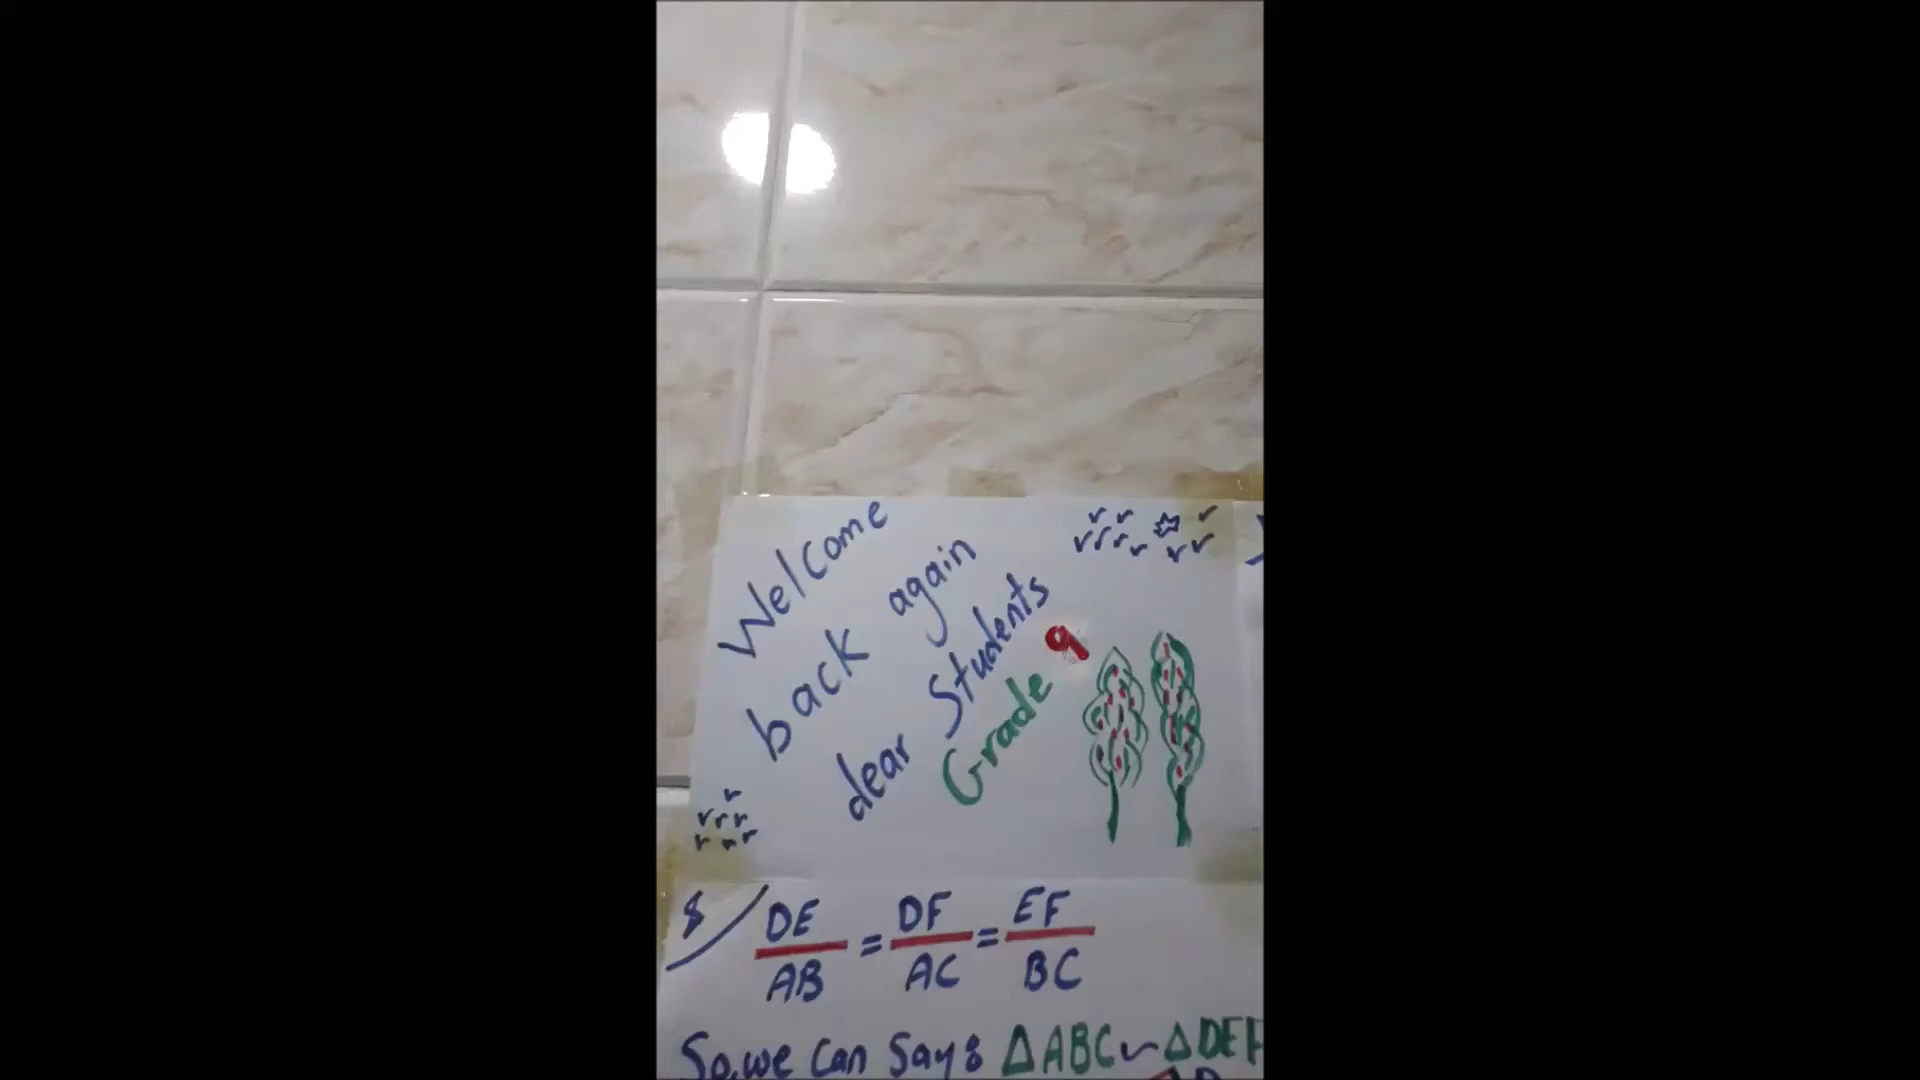 Welcome
back again
dear Students
Grade 9
8
DE/AB = DF/AC = EF/BC
So, we can say: ΔABC ~ ΔDEF